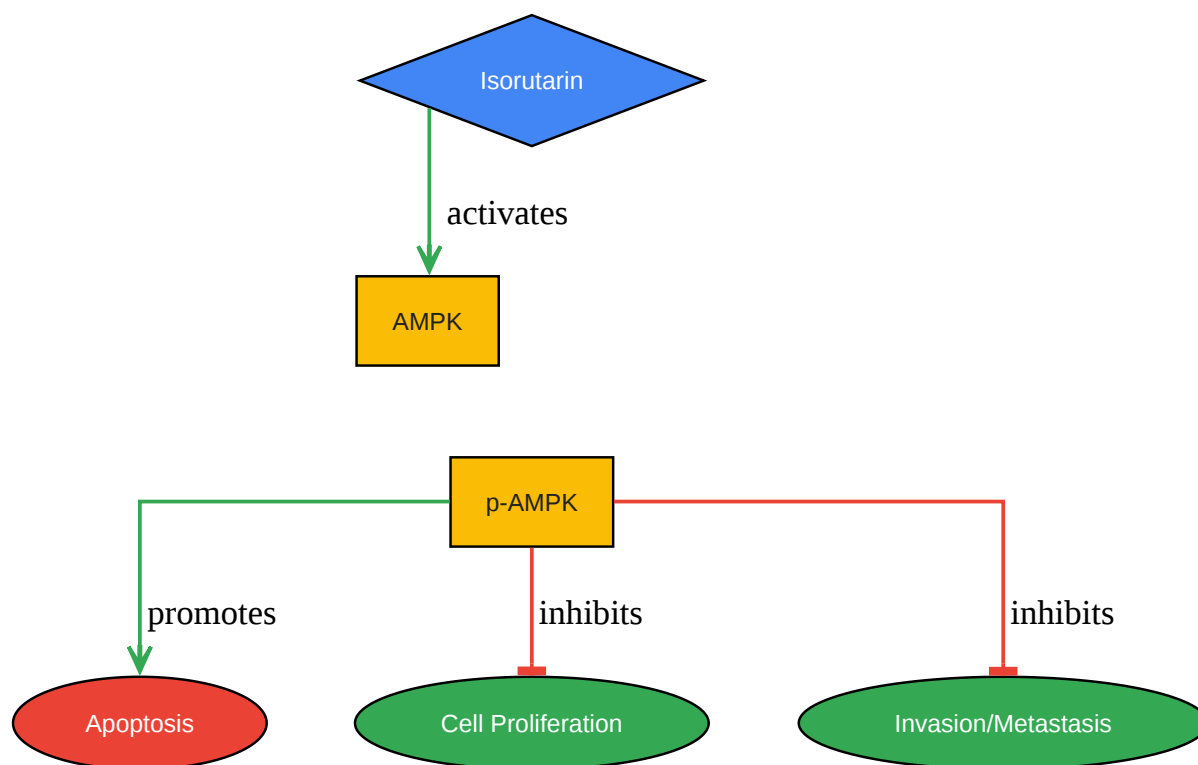 Isorutarin
activates
AMPK
p-AMPK
promotes
inhibits
inhibits
Apoptosis
Cell Proliferation
Invasion/Metastasis